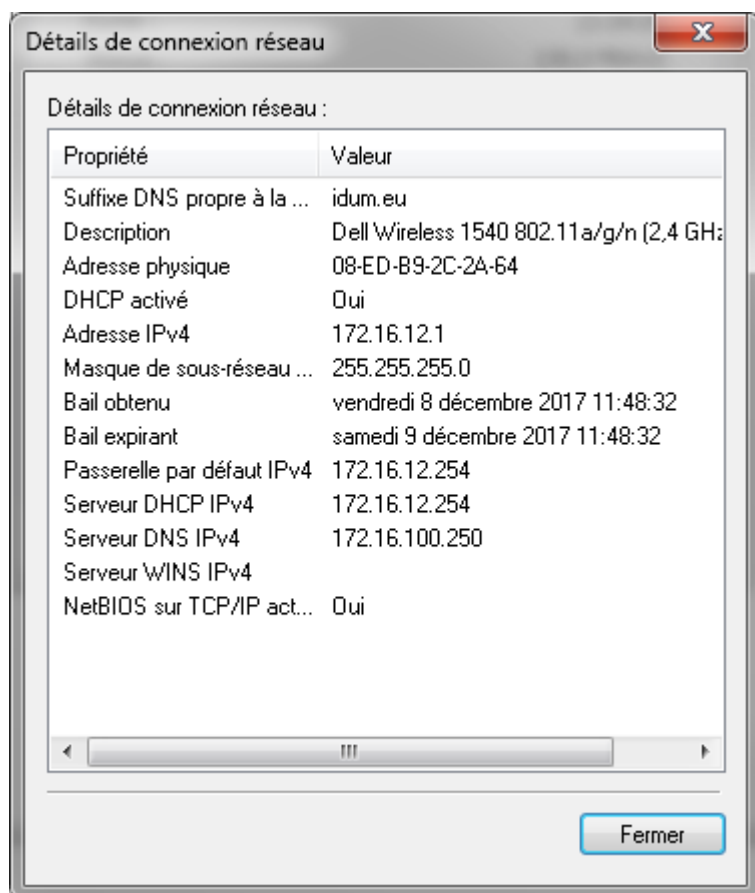 Détails de connexion réseau
Détails de connexion réseau :
Propriété Valeur
Suffixe DNS propre à la ... idum.eu
Description Dell Wireless 1540 802.11a/g/n (2,4 GHz
Adresse physique 08-ED-B9-2C-2A-64
DHCP activé Oui
Adresse IPv4 172.16.12.1
Masque de sous-réseau ... 255.255.255.0
Bail obtenu vendredi 8 décembre 2017 11:48:32
Bail expirant samedi 9 décembre 2017 11:48:32
Passerelle par défaut IPv4 172.16.12.254
Serveur DHCP IPv4 172.16.12.254
Serveur DNS IPv4 172.16.100.250
Serveur WINS IPv4
NetBIOS sur TCP/IP act... Oui
Fermer